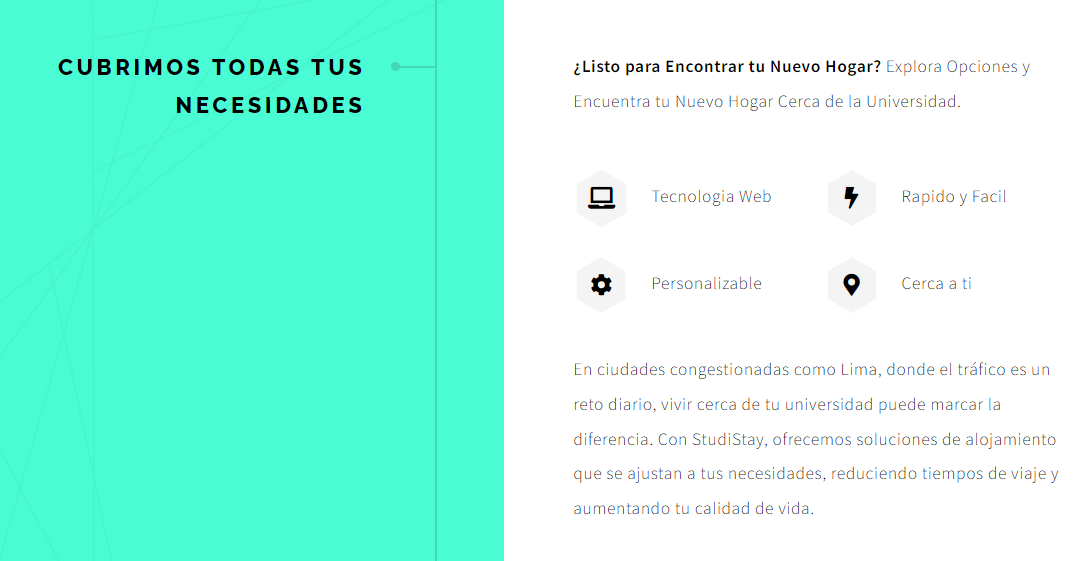 CUBRIMOS TODAS TUS
NECESIDADES
¿Listo para Encontrar tu Nuevo Hogar? Explora Opciones y
Encuentra tu Nuevo Hogar Cerca de la Universidad.
Tecnologia Web
Rapido y Facil
Personalizable
Cerca a ti
En ciudades congestionadas como Lima, donde el tráfico es un
reto diario, vivir cerca de tu universidad puede marcar la
diferencia. Con StudiStay, ofrecemos soluciones de alojamiento
que se ajustan a tus necesidades, reduciendo tiempos de viaje y
aumentando tu calidad de vida.